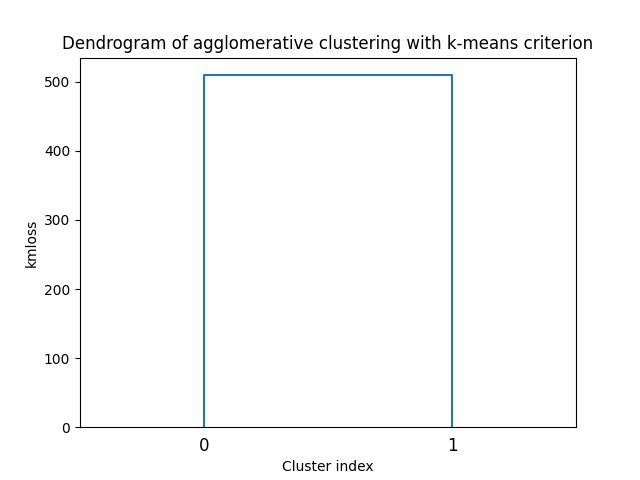 Dendrogram of agglomerative clustering with k-means criterion
500
400
300
200
100
0
kmloss
0 1
Cluster index